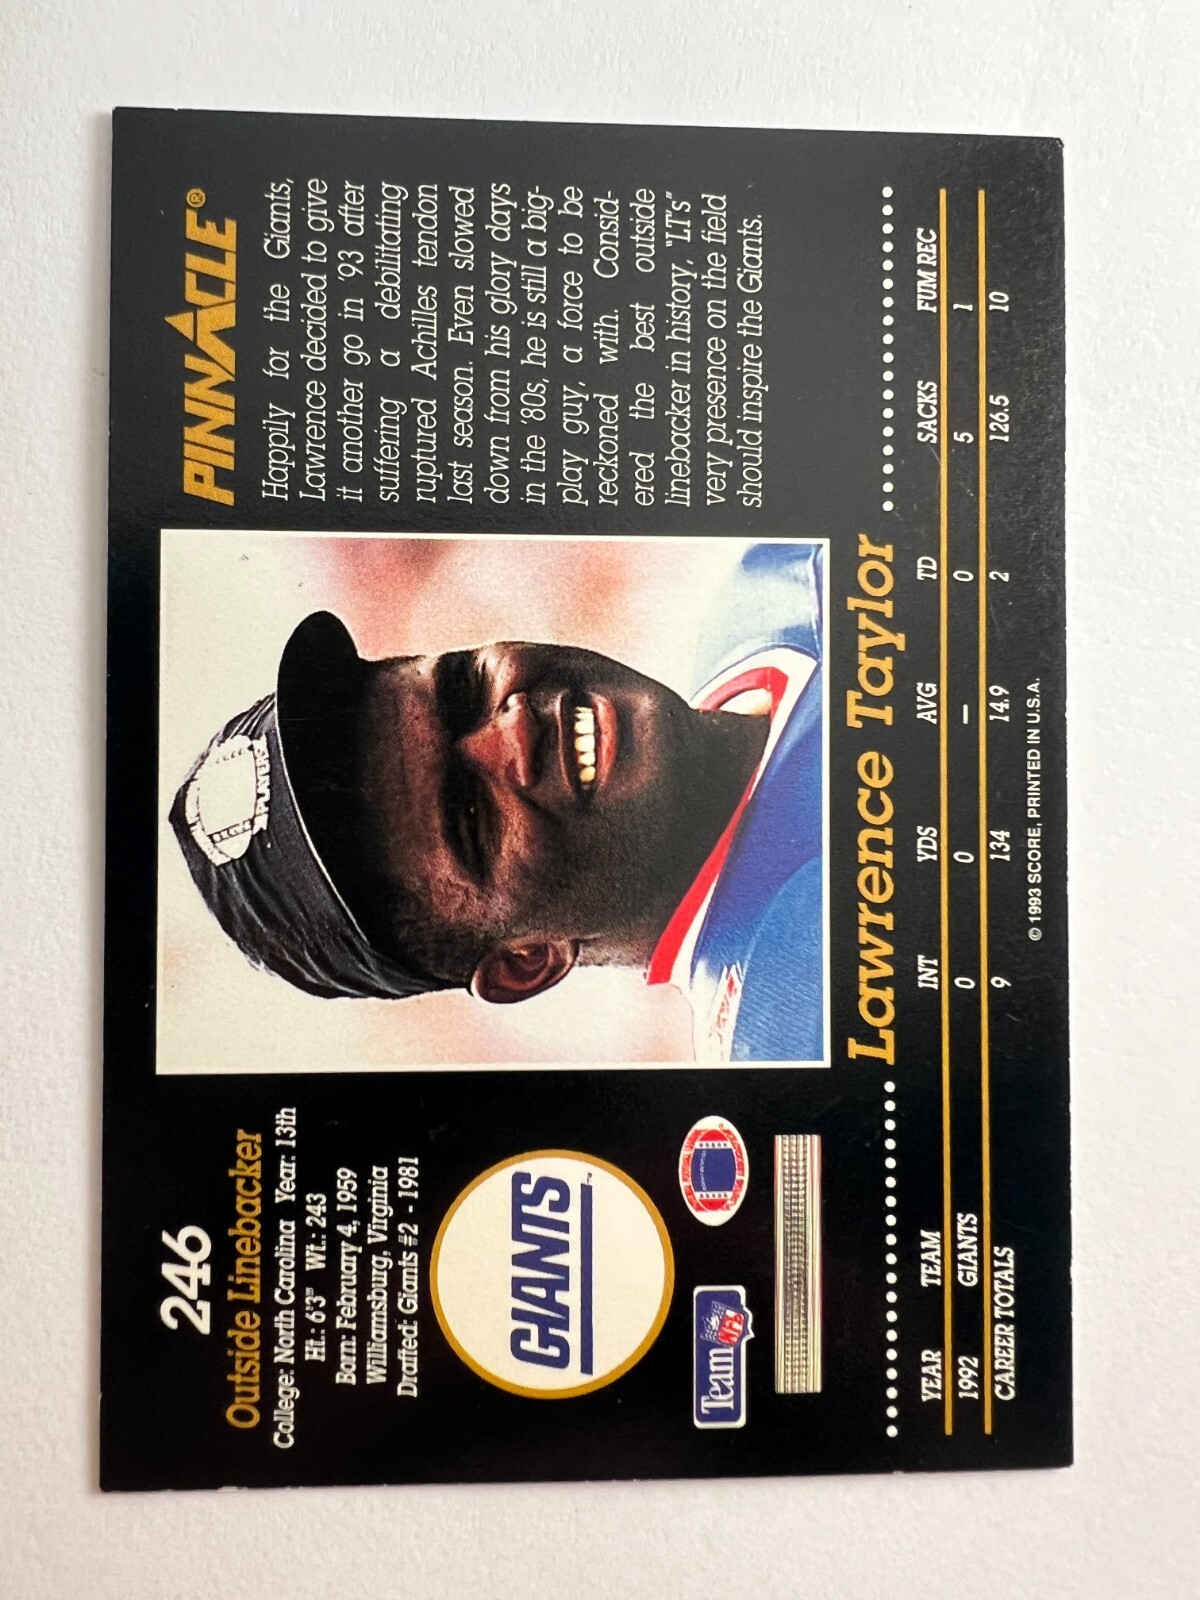 246
Outside Linebacker
College: North Carolina Year: 13th
Ht.: 6'3" Wt.: 243
Born: February 4, 1959
Williamsburg, Virginia
Drafted: Giants #2 - 1981
GIANTS
TM
Team
NFL
PLAYERS
PINNACLE®
Happily for the Giants,
Lawrence decided to give
it another go in '93 after
suffering a debilitating
ruptured Achilles tendon
last season. Even slowed
down from his glory days
in the '80s, he is still a big-
play guy, a force to be
reckoned with. Consid-
ered the best outside
linebacker in history, "LT's"
very presence on the field
should inspire the Giants.
Lawrence Taylor
YEAR TEAM INT YDS AVG TD SACKS FUM REC
1992 GIANTS 0 0 – 0 5 1
CAREER TOTALS 9 134 14.9 2 126.5 10
© 1993 SCORE, PRINTED IN U.S.A.